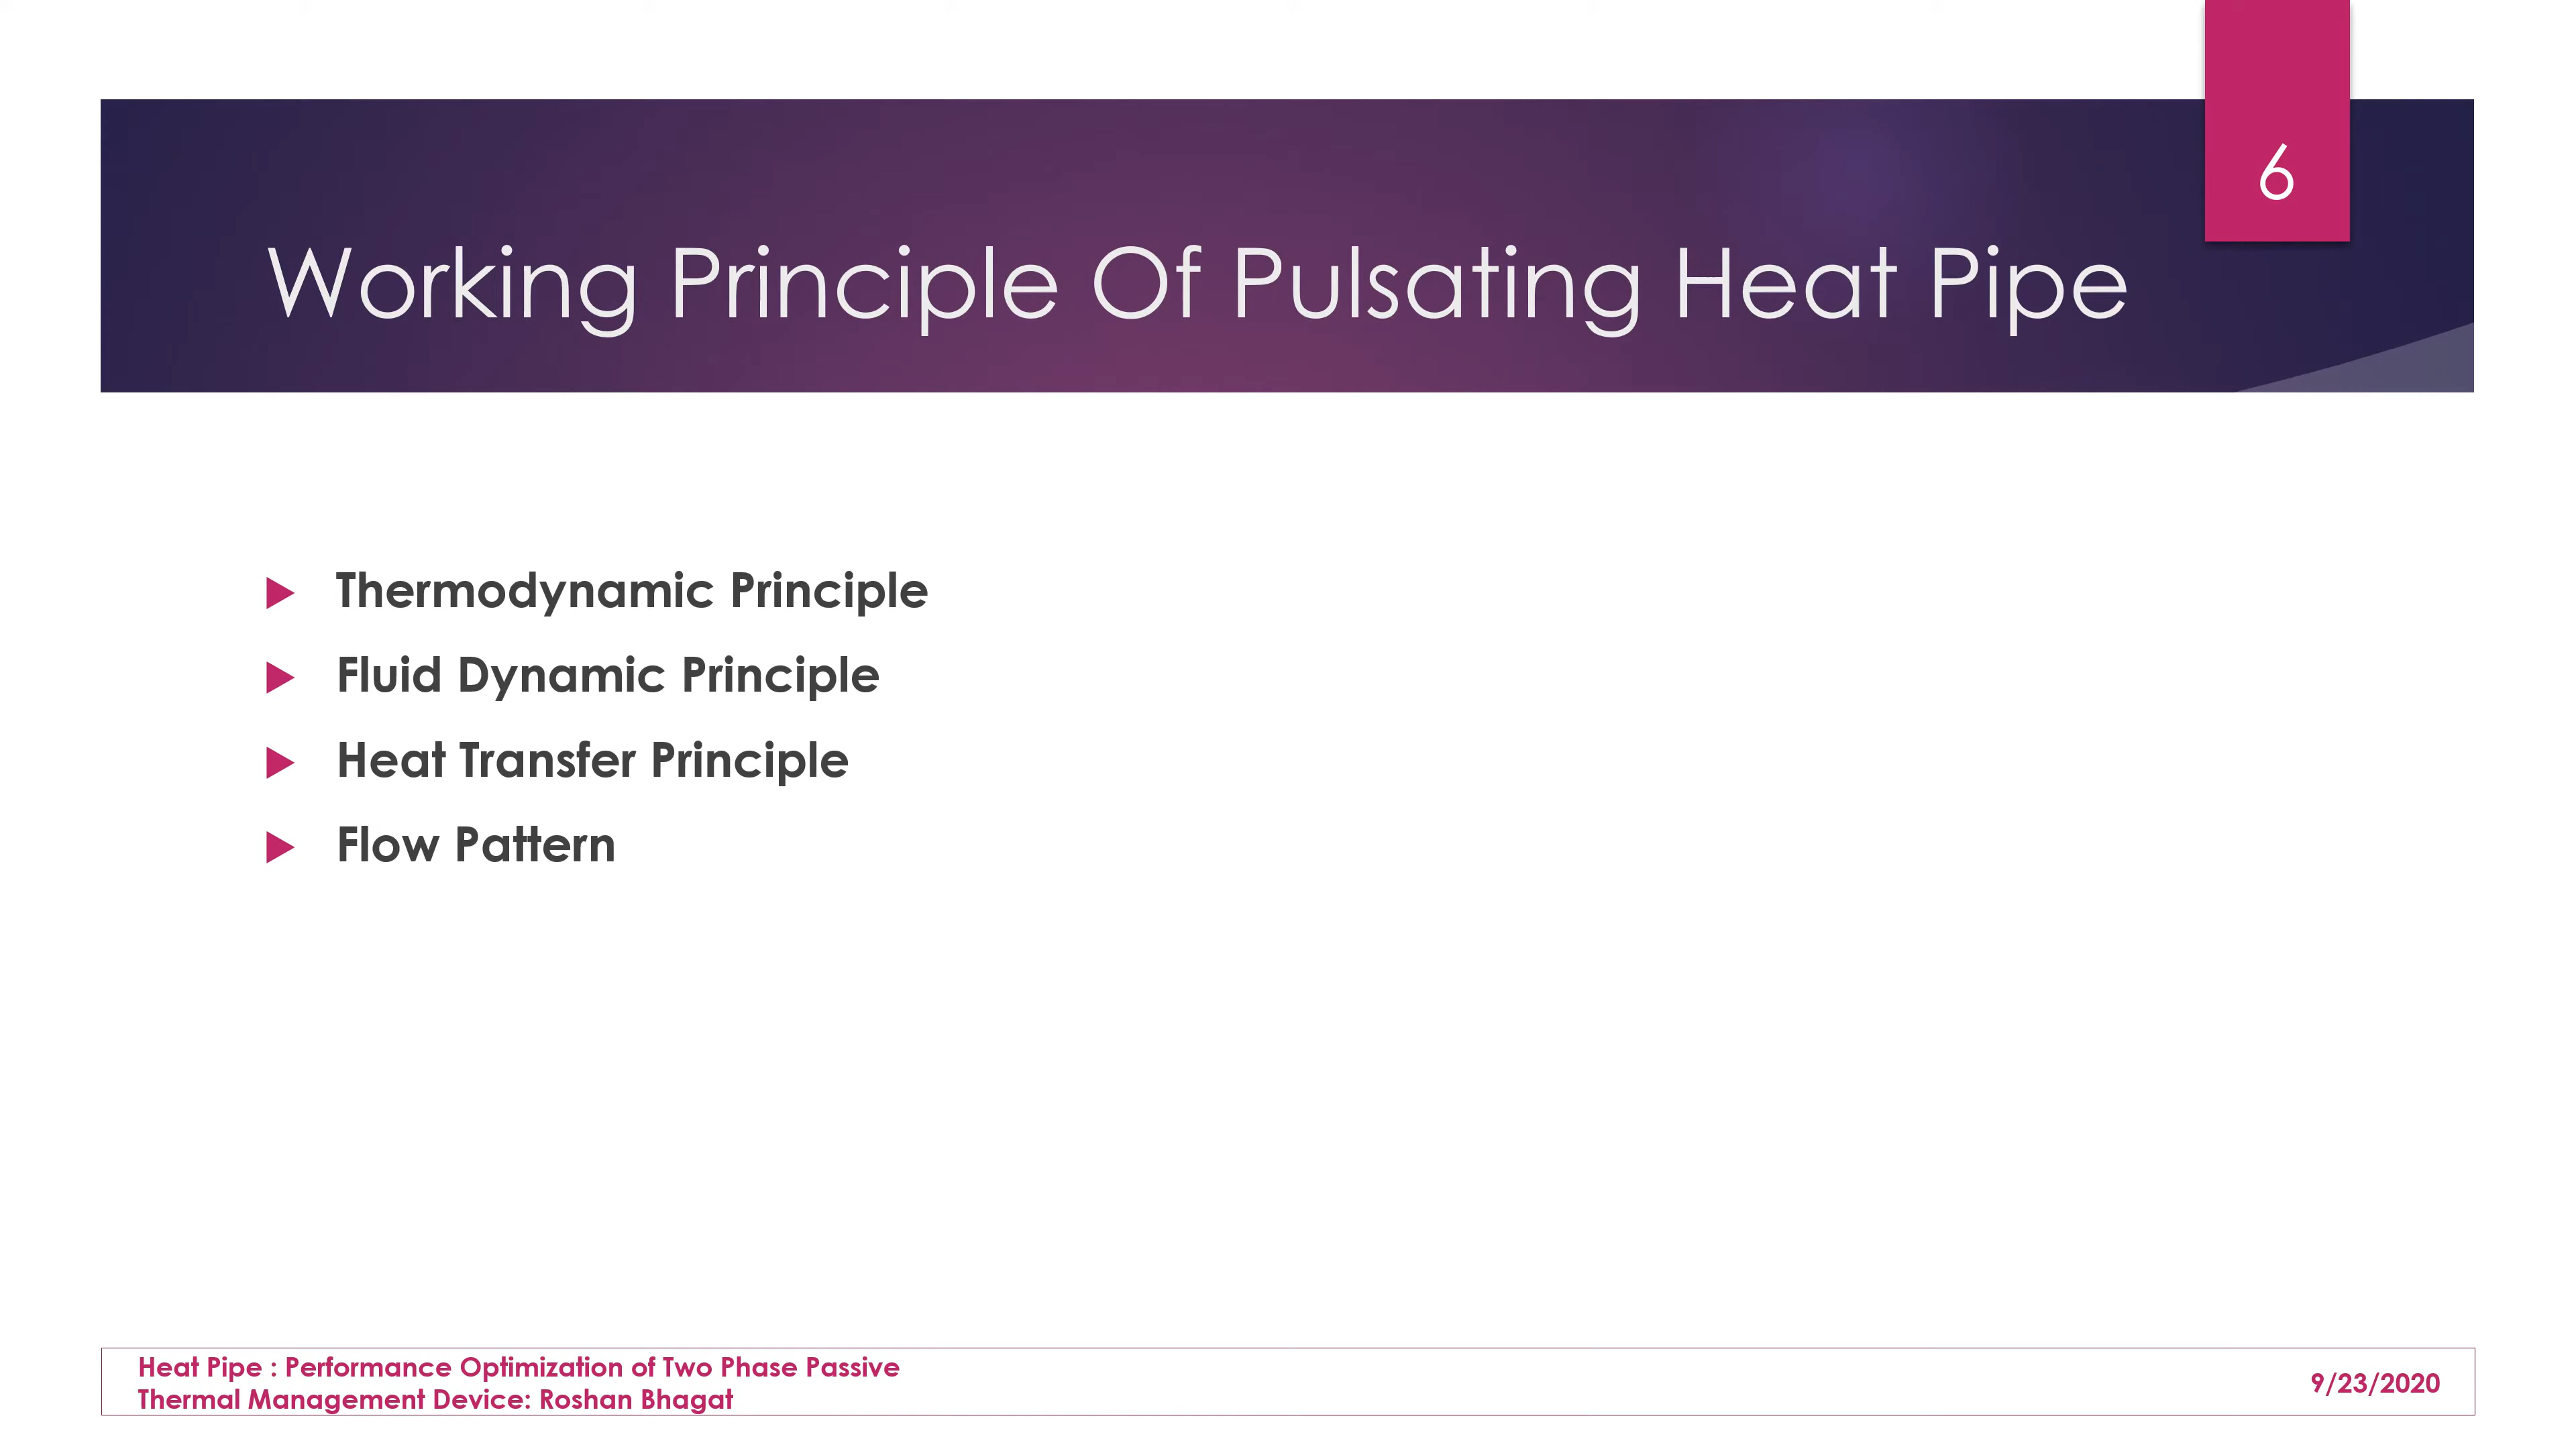 6
Working Principle Of Pulsating Heat Pipe
Thermodynamic Principle
Fluid Dynamic Principle
Heat Transfer Principle
Flow Pattern
Heat Pipe : Performance Optimization of Two Phase Passive
Thermal Management Device: Roshan Bhagat
9/23/2020